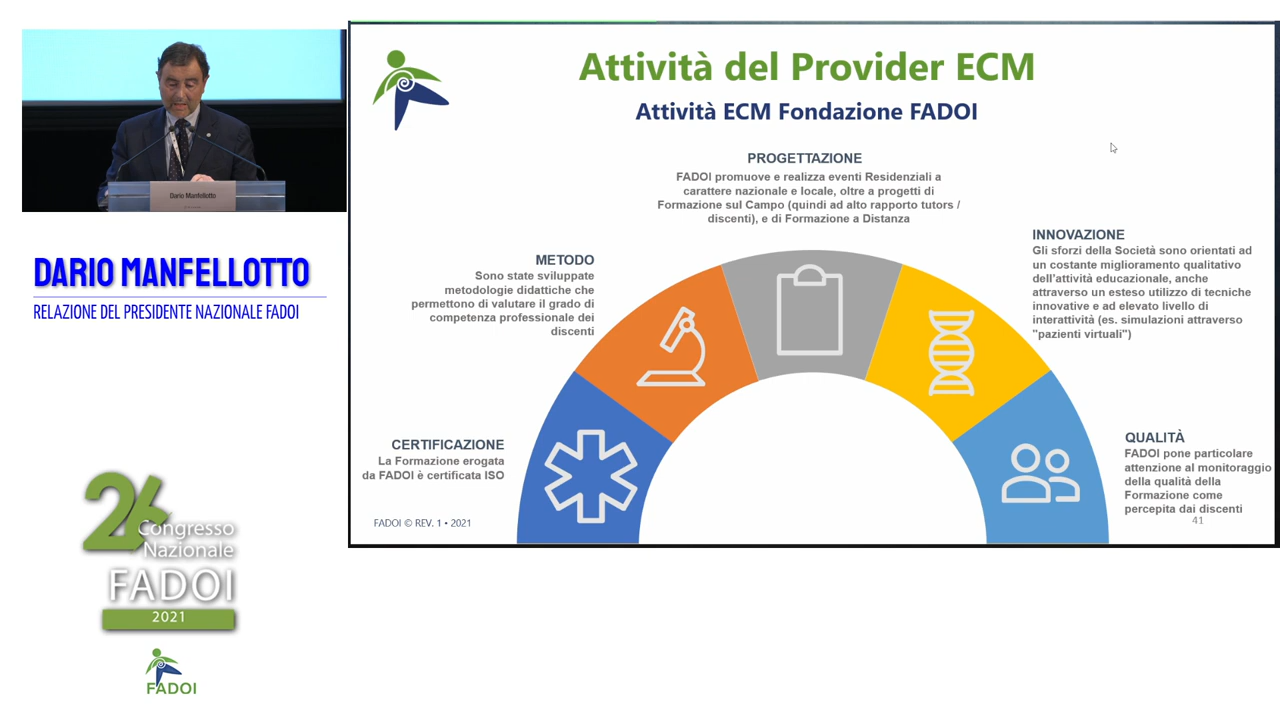 Dario Manfellotto
DARIO MANFELLOTTO
RELAZIONE DEL PRESIDENTE NAZIONALE FADOI
26
Congresso
Nazionale
FADOI
2021
FADOI
Attività del Provider ECM
Attività ECM Fondazione FADOI
PROGETTAZIONE
FADOI promuove e realizza eventi Residenziali a
carattere nazionale e locale, oltre a progetti di
Formazione sul Campo (quindi ad alto rapporto tutors /
discenti), e di Formazione a Distanza
METODO
Sono state sviluppate
metodologie didattiche che
permettono di valutare il grado di
competenza professionale dei
discenti
INNOVAZIONE
Gli sforzi della Società sono orientati ad
un costante miglioramento qualitativo
dell'attività educazionale, anche
attraverso un esteso utilizzo di tecniche
innovative e ad elevato livello di
interattività (es. simulazioni attraverso
"pazienti virtuali")
CERTIFICAZIONE
La Formazione erogata
da FADOI è certificata ISO
QUALITÀ
FADOI pone particolare
attenzione al monitoraggio
della qualità della
Formazione come
percepita dai discenti
FADOI © REV. 1 • 2021
41